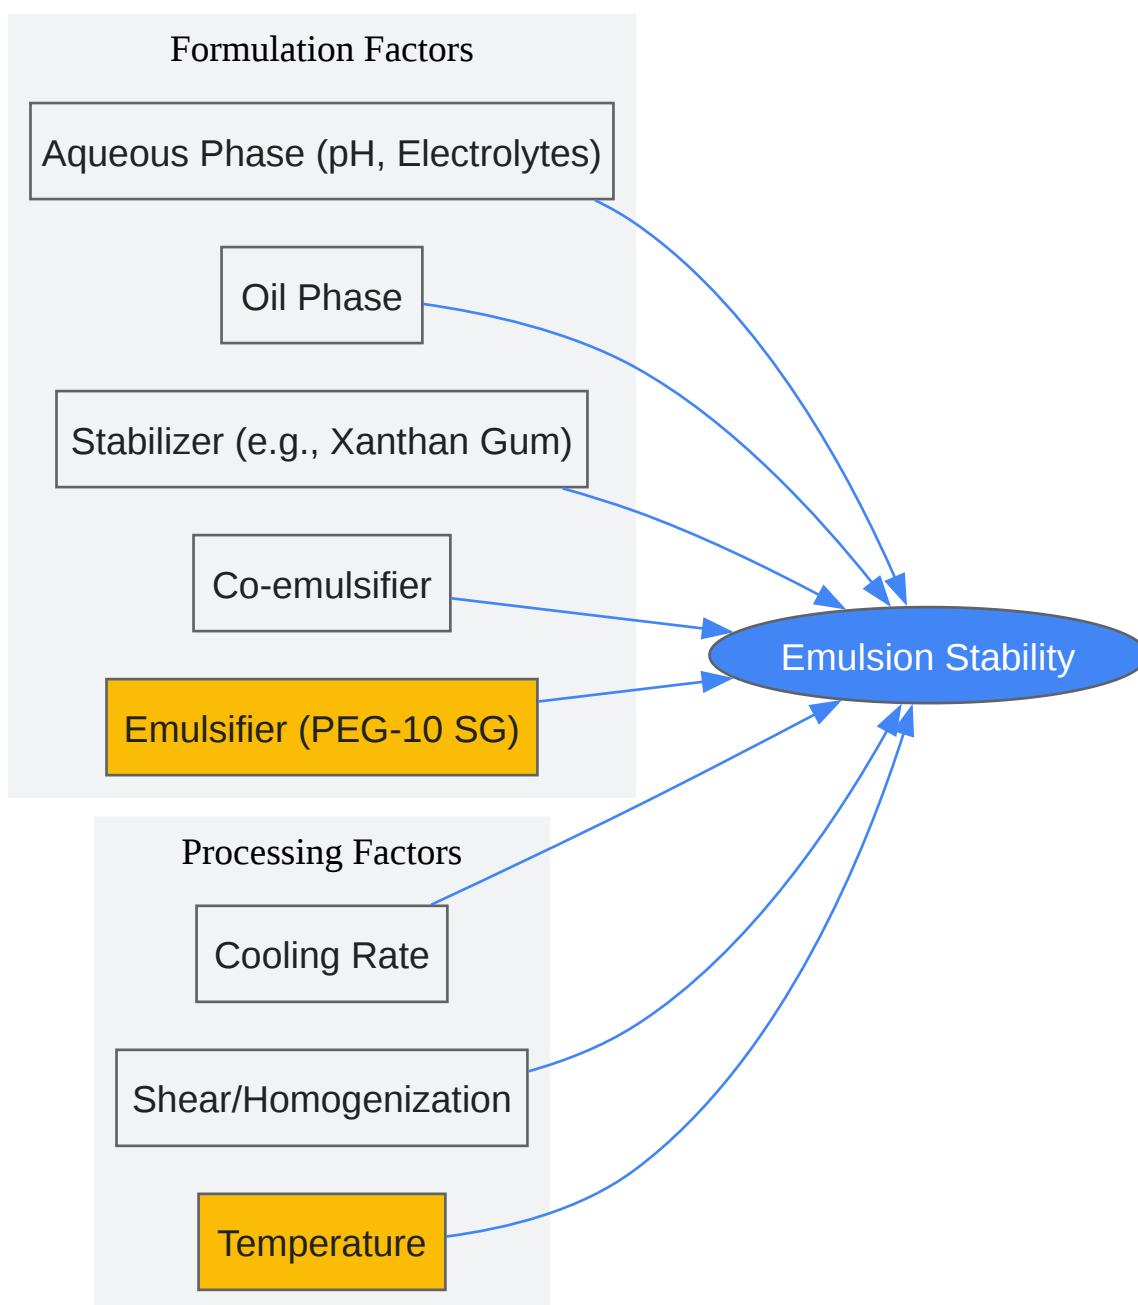 Formulation Factors
Aqueous Phase (pH, Electrolytes)
Oil Phase
Stabilizer (e.g., Xanthan Gum)
Co-emulsifier
Emulsifier (PEG-10 SG)
Emulsion Stability
Processing Factors
Cooling Rate
Shear/Homogenization
Temperature